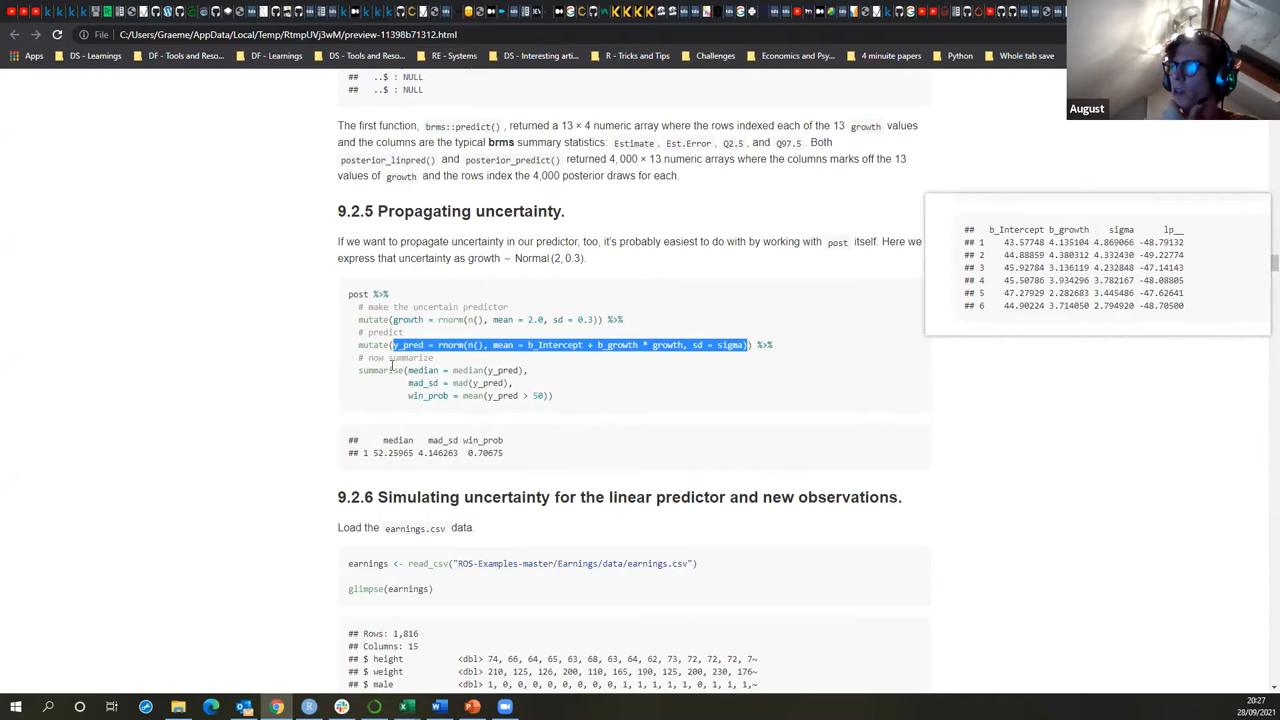 File
C:/Users/Graeme/AppData/Local/Temp/RtmpUVj3wM/preview-11398b71312.html
Apps
DS - Learnings
DF - Tools and Reso...
DF - Learnings
DS - Tools and Reso...
RE - Systems
DS - Interesting arti...
R - Tricks and Tips
Challenges
Economics and Psy...
4 minuite papers
Python
Whole tab save
August
## ..$ : NULL
## ..$ : NULL
The first function, brms::predict(), returned a 13 × 4 numeric array where the rows indexed each of the 13 growth values
and the columns are the typical brms summary statistics: Estimate, Est.Error, Q2.5, and Q97.5. Both
posterior_linpred() and posterior_predict() returned 4,000 × 13 numeric arrays where the columns marks off the 13
values of growth and the rows index the 4,000 posterior draws for each.
9.2.5 Propagating uncertainty.
If we want to propagate uncertainty in our predictor, too, it's probably easiest to do with by working with post itself. Here we
express that uncertainty as growth ~ Normal(2, 0.3).
post %>%
# make the uncertain predictor
mutate(growth = rnorm(n(), mean = 2.0, sd = 0.3)) %>%
# predict
mutate(y_pred = rnorm(n(), mean = b_Intercept + b_growth * growth, sd = sigma)) %>%
# now summarize
summarise(median = median(y_pred),
mad_sd = mad(y_pred),
win_prob = mean(y_pred > 50))
## median mad_sd win_prob
## 1 52.25965 4.146263 0.70675
9.2.6 Simulating uncertainty for the linear predictor and new observations.
Load the earnings.csv data.
earnings <- read_csv("ROS-Examples-master/Earnings/data/earnings.csv")
glimpse(earnings)
## Rows: 1,816
## Columns: 15
## $ height <dbl> 74, 66, 64, 65, 63, 68, 63, 64, 62, 73, 72, 72, 72, 7~
## $ weight <dbl> 210, 125, 126, 200, 110, 165, 190, 125, 200, 230, 176~
## $ male <dbl> 1, 0, 0, 0, 0, 0, 0, 1, 1, 1, 1, 1, 0, 1, 1, 1,~
## b_Intercept b_growth sigma lp__
## 1 43.57748 4.135104 4.869066 -48.79132
## 2 44.88859 4.380312 4.332430 -49.22774
## 3 45.92784 3.136119 4.232848 -47.14143
## 4 45.50786 3.934296 3.782167 -48.08805
## 5 47.27929 2.282683 3.445486 -47.62641
## 6 44.90224 3.714050 2.794920 -48.70500
20:27
28/09/2021